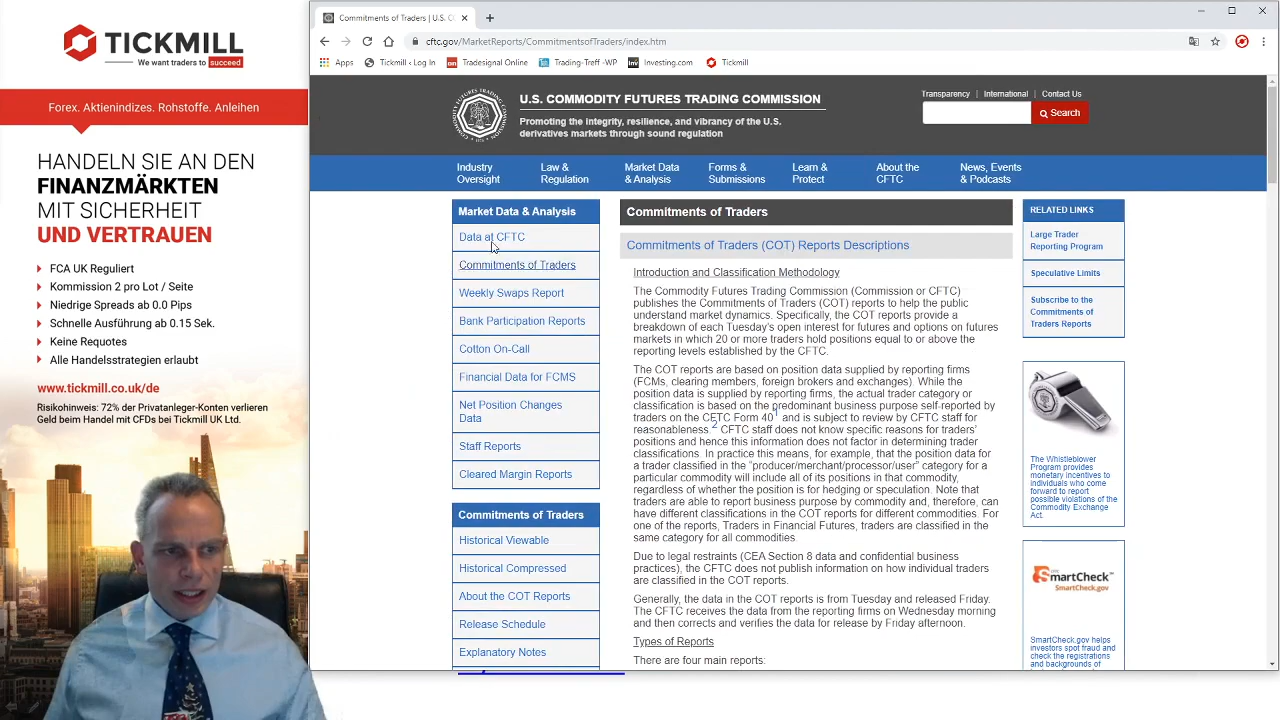 TICKMILL
We want traders to succeed
Forex. Aktienindizes. Rohstoffe. Anleihen
HANDELN SIE AN DEN
FINANZMÄRKTEN
MIT SICHERHEIT
UND VERTRAUEN
FCA UK Reguliert
Kommission 2 pro Lot / Seite
Niedrige Spreads ab 0.0 Pips
Schnelle Ausführung ab 0.15 Sek.
Keine Requotes
Alle Handelsstrategien erlaubt
www.tickmill.co.uk/de
Risikohinweis: 72% der Privatanleger-Konten verlieren
Geld beim Handel mit CFDs bei Tickmill UK Ltd.
Commitments of Traders | U.S. C
cftc.gov/MarketReports/CommitmentsofTraders/index.htm
Apps Tickmill ‹ Log In Tradesignal Online Trading-Treff -WP Investing.com Tickmill
U.S. COMMODITY FUTURES TRADING COMMISSION
Promoting the integrity, resilience, and vibrancy of the U.S.
derivatives markets through sound regulation
Transparency | International | Contact Us
Search
Industry
Oversight
Law &
Regulation
Market Data
& Analysis
Forms &
Submissions
Learn &
Protect
About the
CFTC
News, Events
& Podcasts
Market Data & Analysis
Data at CFTC
Commitments of Traders
Weekly Swaps Report
Bank Participation Reports
Cotton On-Call
Financial Data for FCMS
Net Position Changes
Data
Staff Reports
Cleared Margin Reports
Commitments of Traders
Historical Viewable
Historical Compressed
About the COT Reports
Release Schedule
Explanatory Notes
Commitments of Traders
Commitments of Traders (COT) Reports Descriptions
Introduction and Classification Methodology
The Commodity Futures Trading Commission (Commission or CFTC)
publishes the Commitments of Traders (COT) reports to help the public
understand market dynamics. Specifically, the COT reports provide a
breakdown of each Tuesday's open interest for futures and options on futures
markets in which 20 or more traders hold positions equal to or above the
reporting levels established by the CFTC.
The COT reports are based on position data supplied by reporting firms
(FCMs, clearing members, foreign brokers and exchanges). While the
position data is supplied by reporting firms, the actual trader category or
classification is based on the predominant business purpose self-reported by
traders on the CFTC Form 40¹ and is subject to review by CFTC staff for
reasonableness.² CFTC staff does not know specific reasons for traders'
positions and hence this information does not factor in determining trader
classifications. In practice this means, for example, that the position data for
a trader classified in the "producer/merchant/processor/user" category for a
particular commodity will include all of its positions in that commodity,
regardless of whether the position is for hedging or speculation. Note that
traders are able to report business purpose by commodity and, therefore, can
have different classifications in the COT reports for different commodities. For
one of the reports, Traders in Financial Futures, traders are classified in the
same category for all commodities.
Due to legal restraints (CEA Section 8 data and confidential business
practices), the CFTC does not publish information on how individual traders
are classified in the COT reports.
Generally, the data in the COT reports is from Tuesday and released Friday.
The CFTC receives the data from the reporting firms on Wednesday morning
and then corrects and verifies the data for release by Friday afternoon.
Types of Reports
There are four main reports:
RELATED LINKS
Large Trader
Reporting Program
Speculative Limits
Subscribe to the
Commitments of
Traders Reports
The Whistleblower
Program provides
monetary incentives to
individuals who come
forward to report
possible violations of the
Commodity Exchange
Act.
SmartCheck
SmartCheck.gov
SmartCheck.gov helps
investors spot fraud and
check the registrations
and backgrounds of